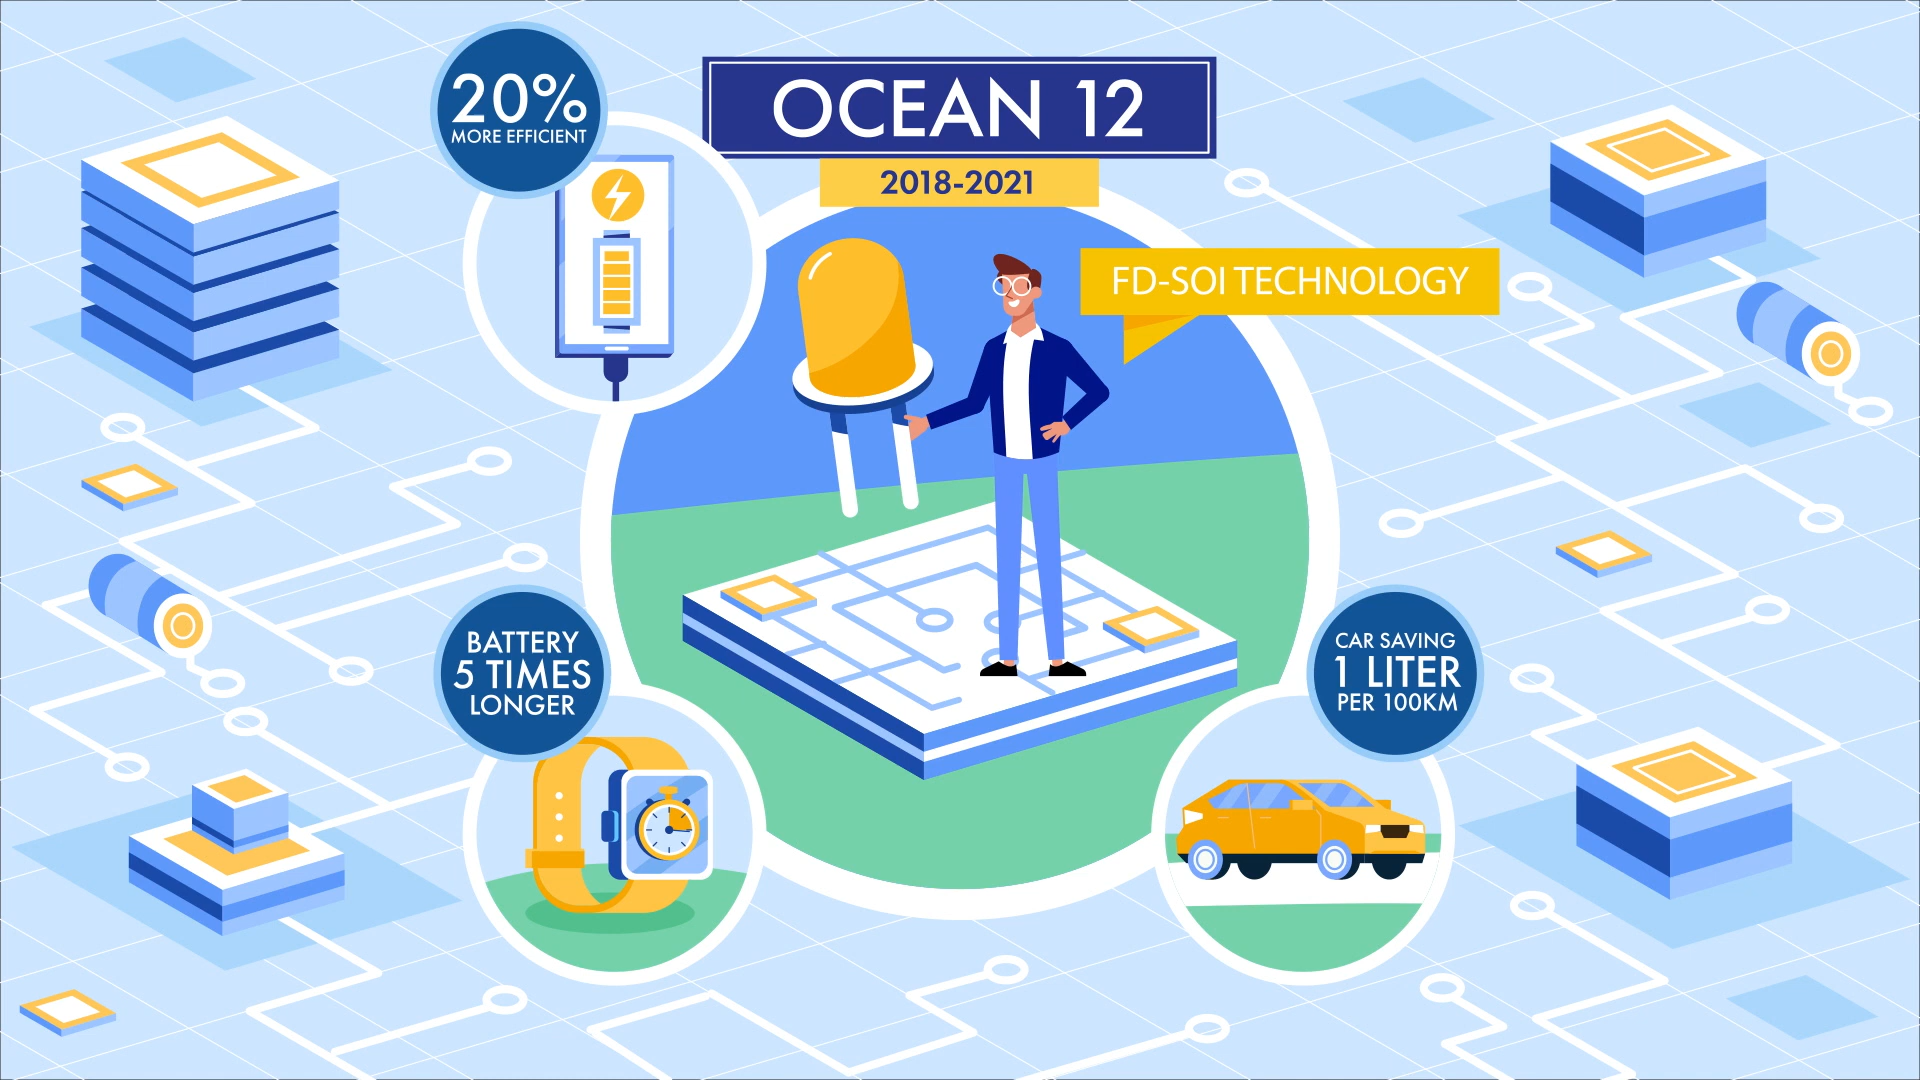 OCEAN 12
2018-2021
20%
MORE EFFICIENT
FD-SOI TECHNOLOGY
BATTERY
5 TIMES
LONGER
CAR SAVING
1 LITER
PER 100KM